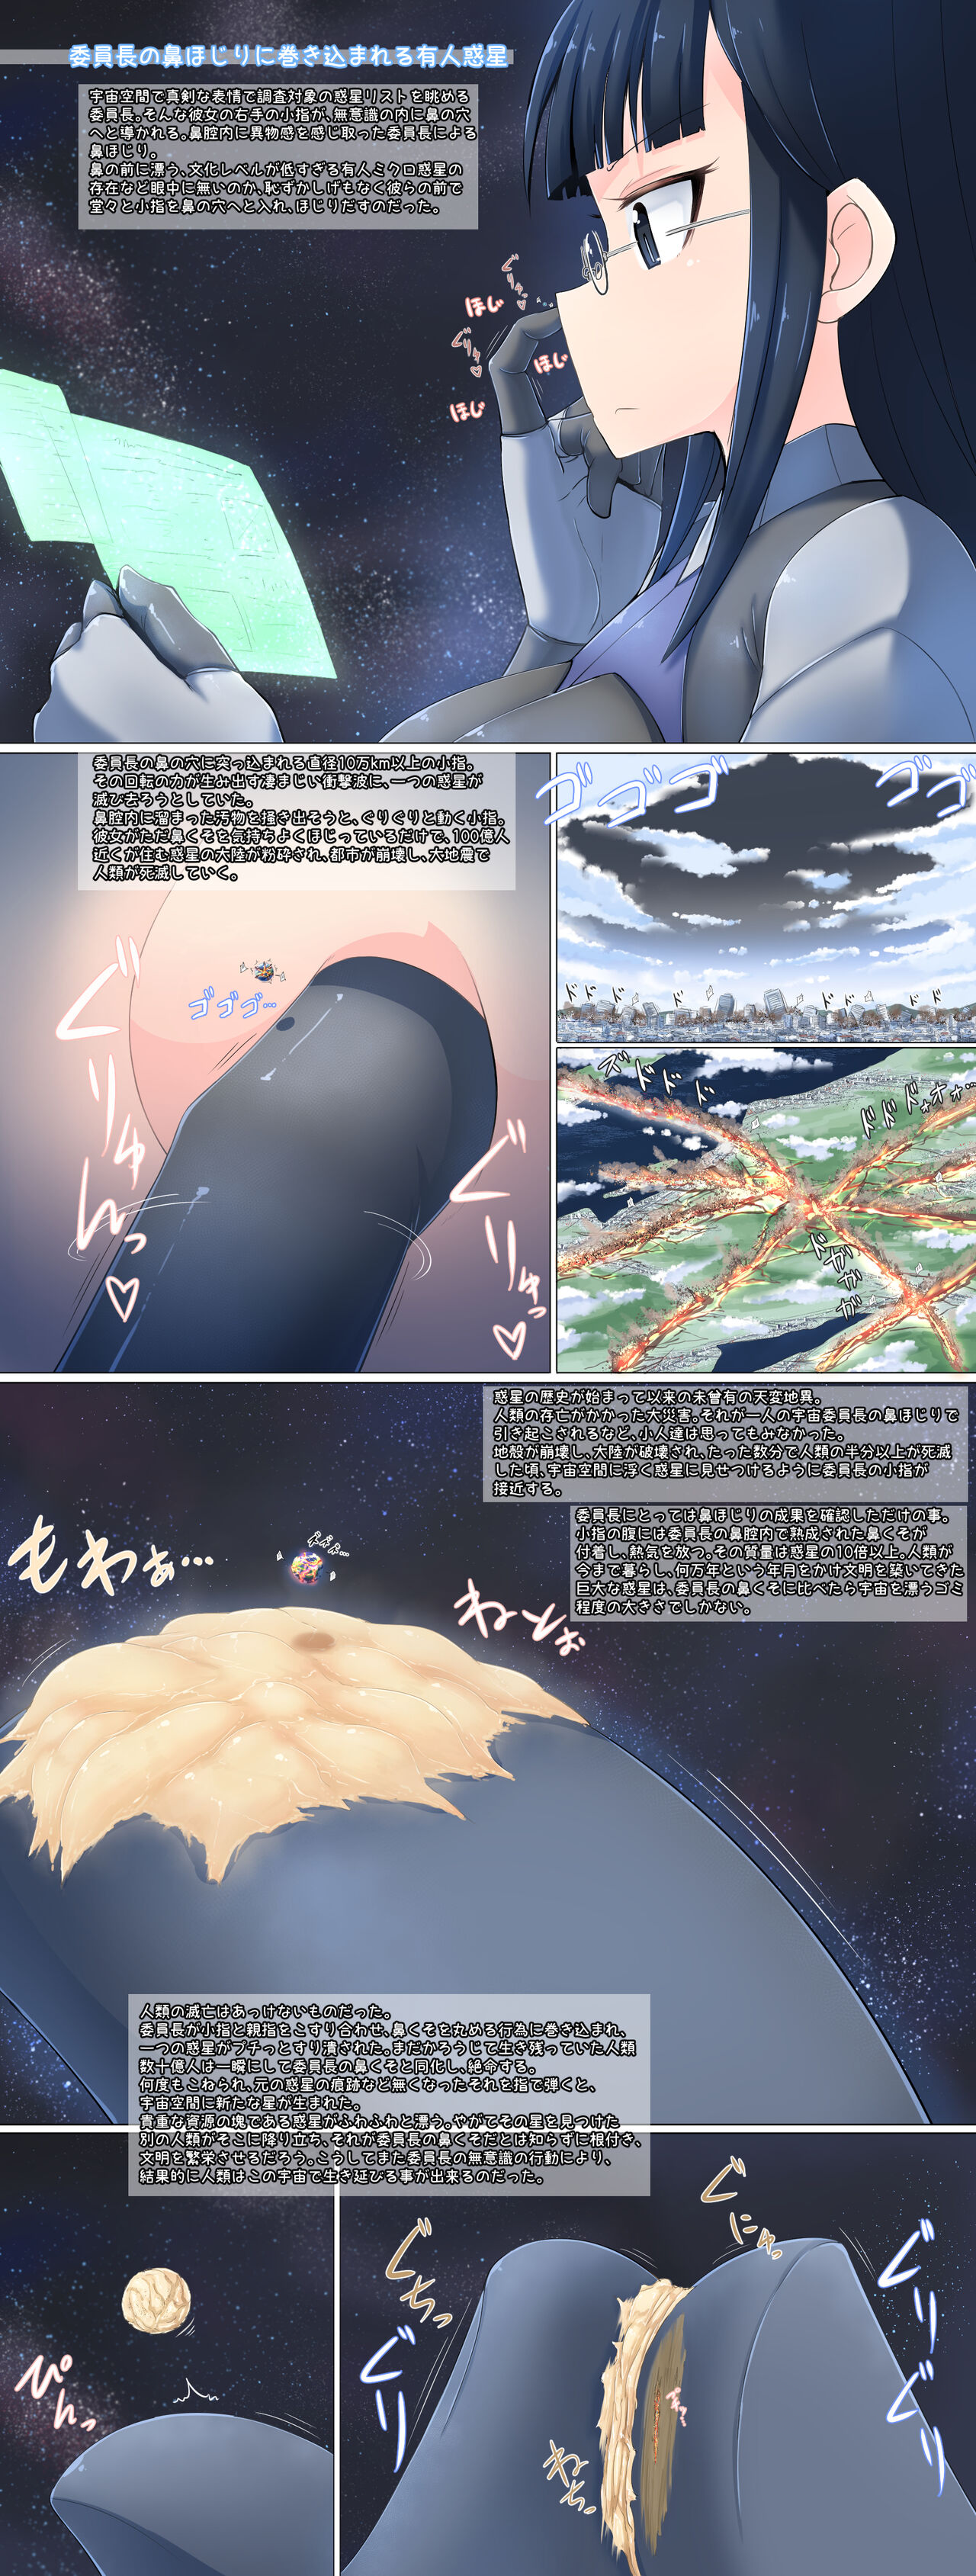 委員長の鼻ほじりに巻き込まれる有人惑星
宇宙空間で真剣な表情で調査対象の惑星リストを眺める
委員長。そんな彼女の右手の小指が、無意識の内に鼻の穴
へと導かれる。鼻腔内に異物感を感じ取った委員長による
鼻ほじり。
鼻の前に漂う、文化レベルが低すぎる有人ミクロ惑星の
存在など眼中に無いのか、恥ずかしげもなく彼らの前で
堂々と小指を鼻の穴へと入れ、ほじりだすのだった。
ぐりっ♡
ほじ
ぐりっ♡
ほじ
ほじ
委員長の鼻の穴に突っ込まれる直径10万km以上の小指。
その回転の力が生み出す凄まじい衝撃波に、一つの惑星が
滅び去ろうとしていた。
鼻腔内に溜まった汚物を掻き出そうと、ぐりぐりと動く小指。
彼女がただ鼻くそを気持ちよくほじっているだけで、100億人
近くが住む惑星の大陸が粉砕され、都市が崩壊し、大地震で
人類が死滅していく。
ゴゴゴ…
ぐりゅんっ♡
ぐりゅっ♡
ゴゴゴ
ゴゴ
ドドド
ド
ドド
ド ド
ズドドド
ドドドォォォ…
惑星の歴史が始まって以来の未曾有の天変地異。
人類の存亡がかかった大災害。それが一人の宇宙委員長の鼻ほじりで
引き起こされるなど、小人達は思ってもみなかった。
地殻が崩壊し、大陸が破壊され、たった数分で人類の半分以上が死滅
した頃、宇宙空間に浮く惑星に見せつけるように委員長の小指が
接近する。
委員長にとっては鼻ほじりの成果を確認しただけの事。
小指の腹には委員長の鼻腔内で熟成された鼻くそが
付着し、熱気を放つ。その質量は惑星の10倍以上。人類が
今まで暮らし、何万年という年月をかけ文明を築いてきた
巨大な惑星は、委員長の鼻くそに比べたら宇宙を漂うゴミ
程度の大きさでしかない。
もわぁ…
ドドド…
ねとぉ
人類の滅亡はあっけないものだった。
委員長が小指と親指をこすり合わせ、鼻くそを丸める行為に巻き込まれ、
一つの惑星がプチっとすり潰された。まだかろうじて生き残っていた人類
数十億人は一瞬にして委員長の鼻くそと同化し、絶命する。
何度もこねられ、元の惑星の痕跡など無くなったそれを指で弾くと、
宇宙空間に新たな星が生まれた。
貴重な資源の塊である惑星がふわふわと漂う。やがてその星を見つけた
別の人類がそこに降り立ち、それが委員長の鼻くそだとは知らずに根付き、
文明を繁栄させるだろう。こうしてまた委員長の無意識の行動により、
結果的に人類はこの宇宙で生き延びる事が出来るのだった。
ぐにゅっ
ぐちっ
ぐり
ぐりぐり
ねちっ
ぴんっ